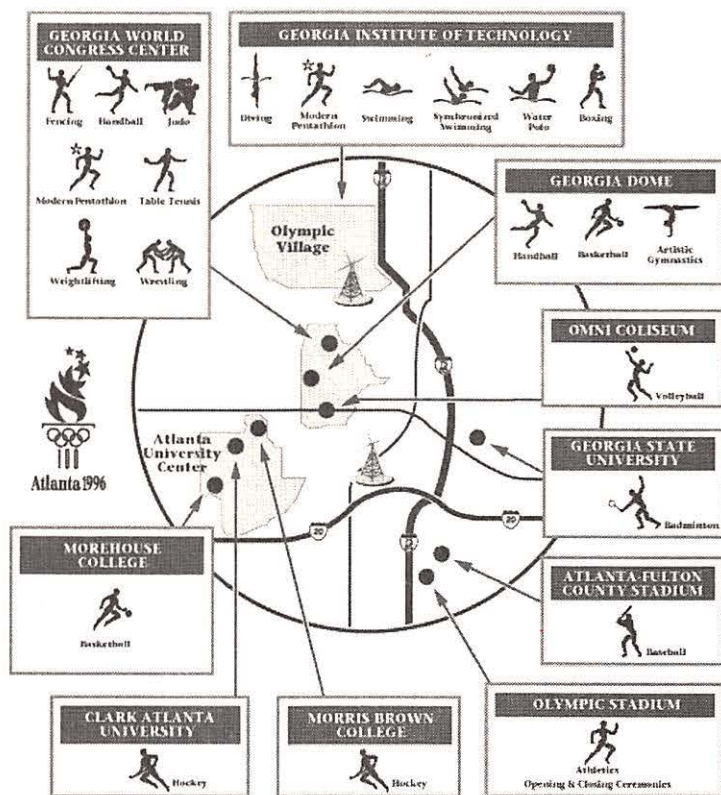 GEORGIA WORLD
CONGRESS CENTER
Fencing Handball Judo
Modern Pentathlon Table Tennis
Weightlifting Wrestling
GEORGIA INSTITUTE OF TECHNOLOGY
Diving
Modern
Pentathlon
Swimming
Synchronized
Swimming
Water
Polo
Boxing
GEORGIA DOME
Handball
Basketball
Artistic
Gymnastics
Olympic
Village
OMNI COLISEUM
Volleyball
Atlanta 1996
Atlanta
University
Center
GEORGIA STATE
UNIVERSITY
Badminton
20
20
MOREHOUSE
COLLEGE
Basketball
ATLANTA-FULTON
COUNTY STADIUM
Baseball
CLARK ATLANTA
UNIVERSITY
Hockey
MORRIS BROWN
COLLEGE
Hockey
OLYMPIC STADIUM
Athletics
Opening & Closing Ceremonies